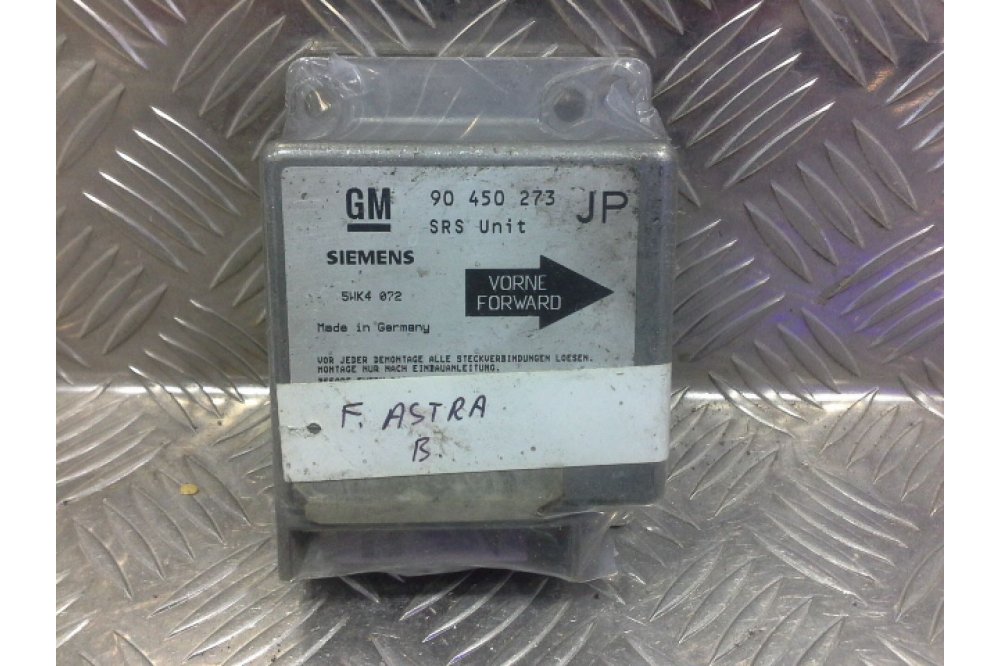 GM 90 450 273 JP
SRS Unit
SIEMENS
5WK4 072
VORNE
FORWARD
Made in Germany
VOR JEDER DEMONTAGE ALLE STECKVERBINDUNGEN LOESEN.
MONTAGE NUR NACH EINBAUANLEITUNG.
F. ASTRA
B.